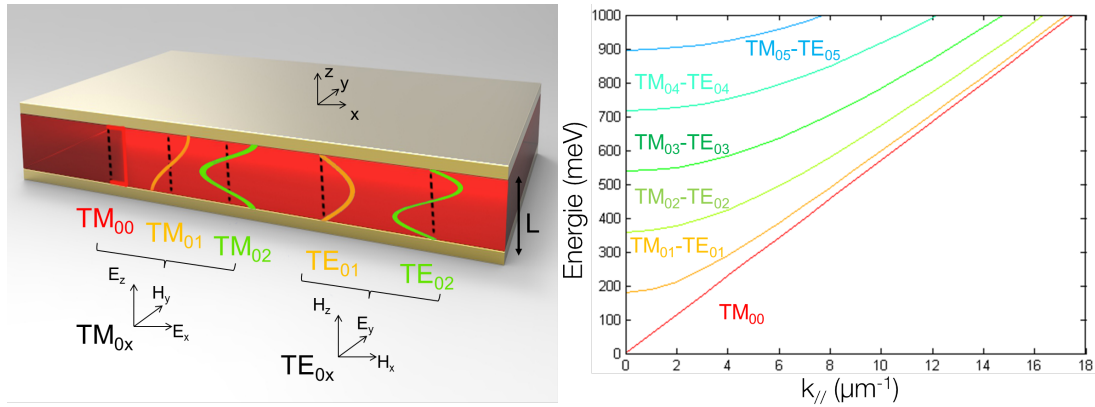 z
y
x
L
TM00
TM01
TM02
TE01
TE02
Ez
Hy
Ex
TM0x
Hz
Ey
Hx
TE0x
Energie (meV)
1000
900
800
700
600
500
400
300
200
100
0
TM05-TE05
TM04-TE04
TM03-TE03
TM02-TE02
TM01-TE01
TM00
0 2 4 6 8 10 12 14 16 18
k// (µm-1)